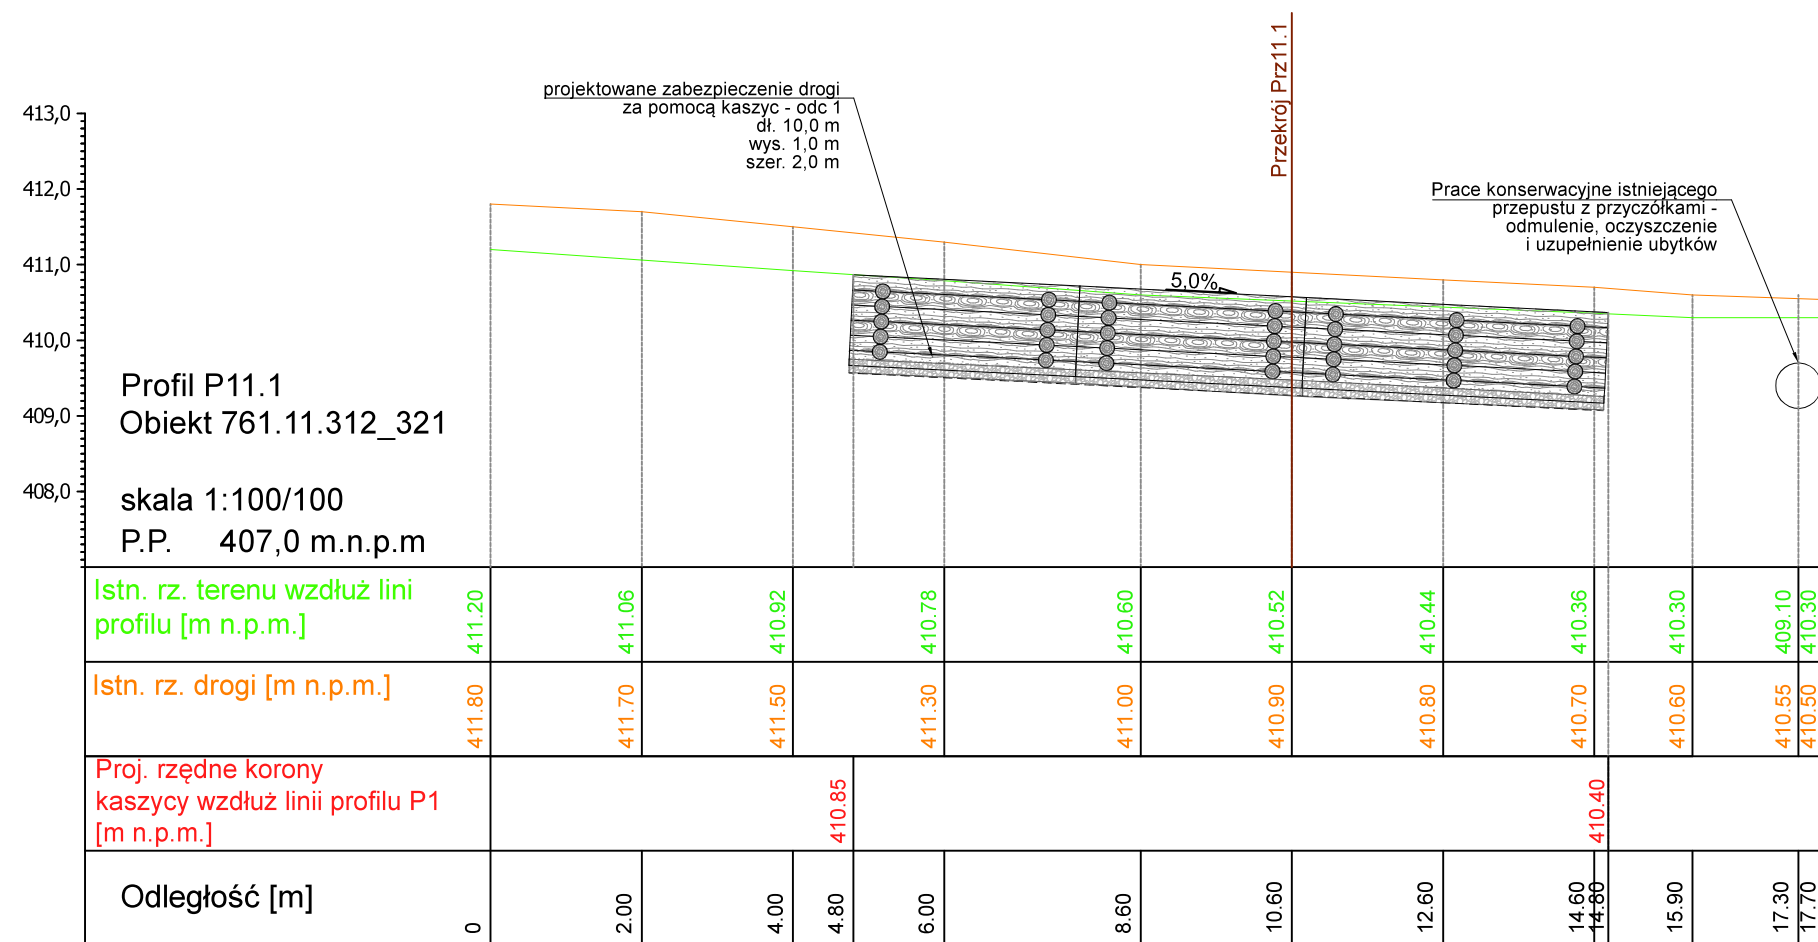 Przekrój Prz11.1
projektowane zabezpieczenie drogi
za pomocą kaszyc - odc 1
dł. 10,0 m
wys. 1,0 m
szer. 2,0 m
Prace konserwacyjne istniejącego
przepustu z przyczółkami -
odmulenie, oczyszczenie
i uzupełnienie ubytków
413,0
412,0
411,0
410,0
409,0
408,0
5,0%
Profil P11.1
Obiekt 761.11.312_321
skala 1:100/100
P.P. 407,0 m.n.p.m
Istn. rz. terenu wzdłuż lini
profilu [m n.p.m.]
411.20 411.06 410.92 410.78 410.60 410.52 410.44 410.36 410.30 409.10 410.30
Istn. rz. drogi [m n.p.m.]
411.80 411.70 411.50 411.30 411.00 410.90 410.80 410.70 410.60 410.55 410.50
Proj. rzędne korony
kaszycy wzdłuż linii profilu P1
[m n.p.m.]
410.85 410.40
Odległość [m]
0 2.00 4.00 4.80 6.00 8.60 10.60 12.60 14.60 14.80 15.90 17.30 17.70